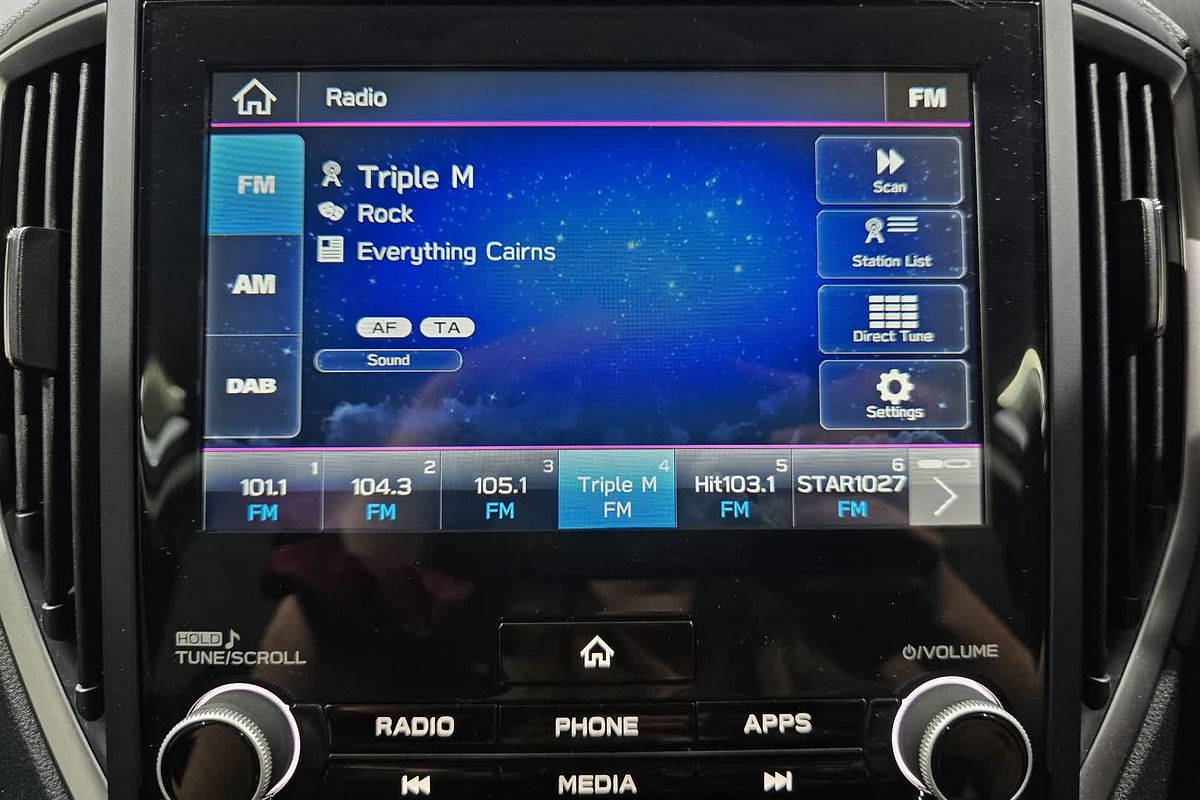 Radio
FM
FM
AM
DAB
Triple M
Rock
Everything Cairns
AF TA
Sound
Scan
Station List
Direct Tune
Settings
1
101.1
FM
2
104.3
FM
3
105.1
FM
4
Triple M
FM
5
Hit103.1
FM
6
STAR1027
FM
HOLD
TUNE/SCROLL
/VOLUME
RADIO
PHONE
APPS
MEDIA